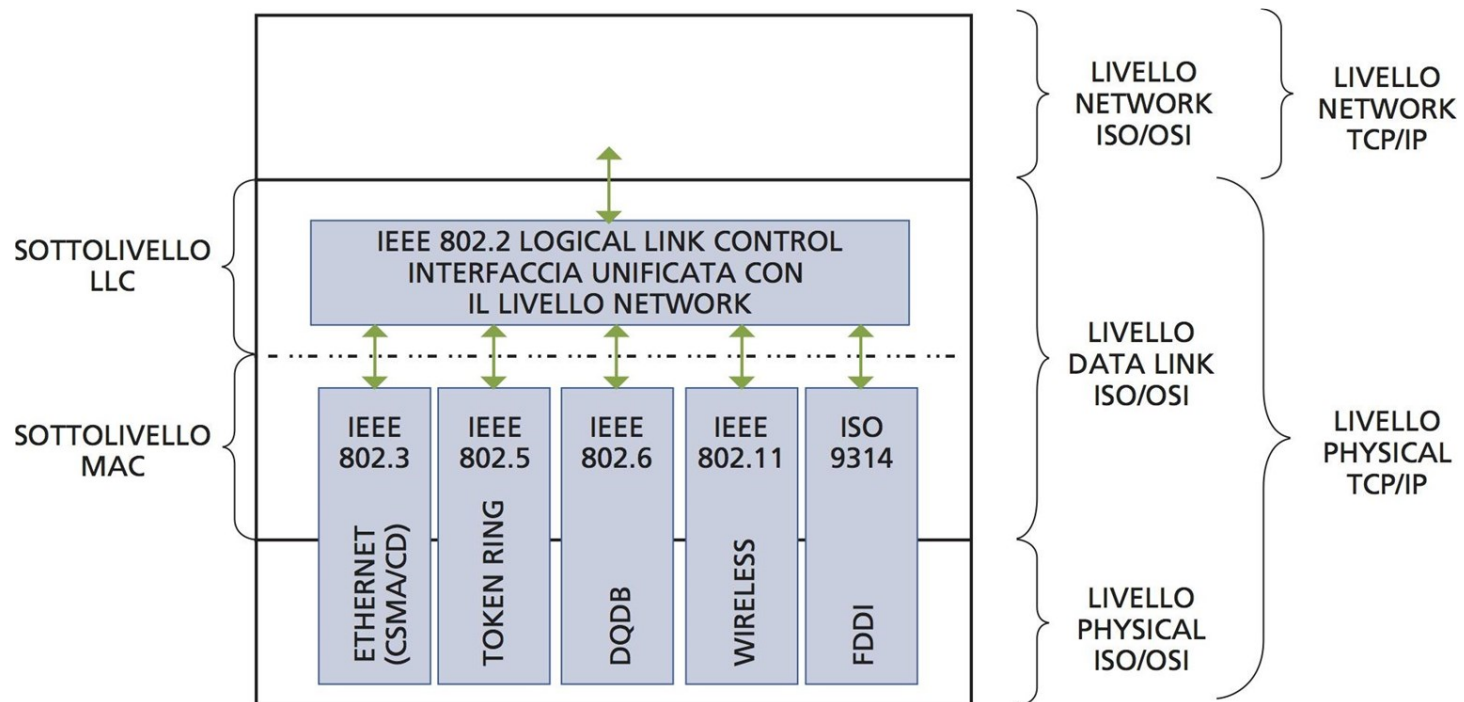 LIVELLO
NETWORK
ISO/OSI
LIVELLO
NETWORK
TCP/IP
SOTTOLIVELLO
LLC
IEEE 802.2 LOGICAL LINK CONTROL
INTERFACCIA UNIFICATA CON
IL LIVELLO NETWORK
LIVELLO
DATA LINK
ISO/OSI
SOTTOLIVELLO
MAC
IEEE
802.3
ETHERNET
(CSMA/CD)
IEEE
802.5
TOKEN RING
IEEE
802.6
DQDB
IEEE
802.11
WIRELESS
ISO
9314
FDDI
LIVELLO
PHYSICAL
TCP/IP
LIVELLO
PHYSICAL
ISO/OSI